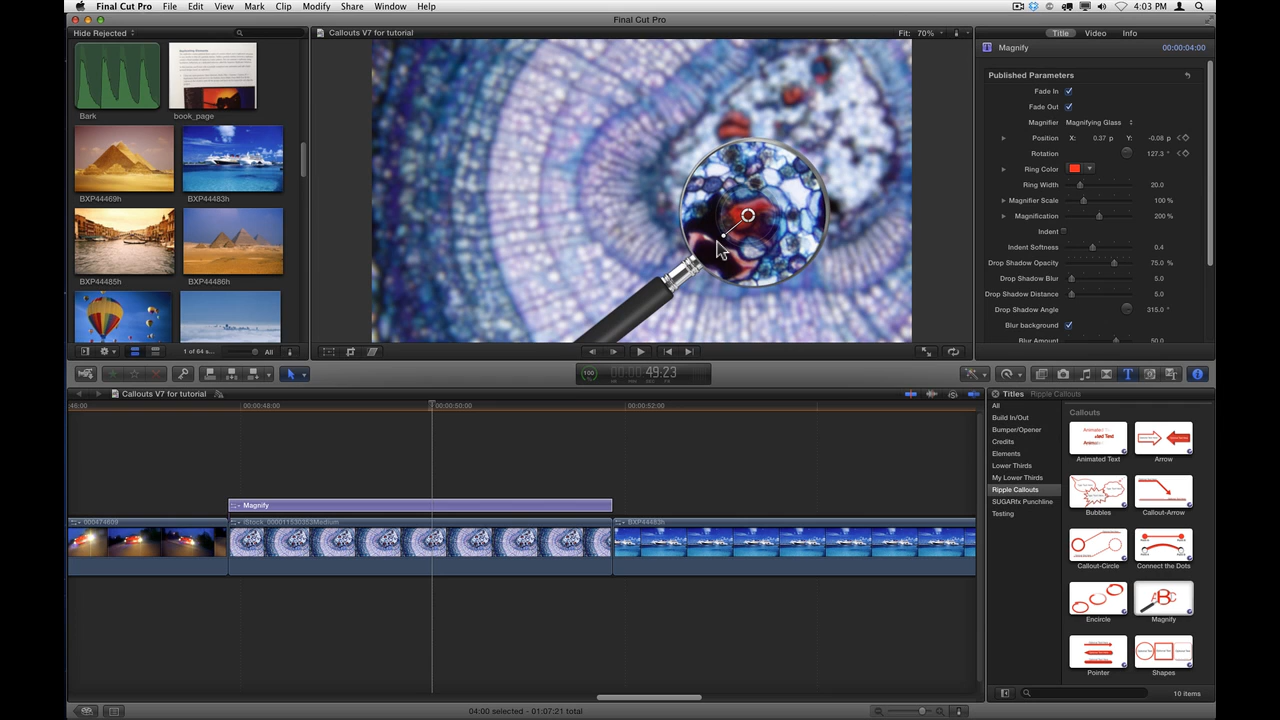 Final Cut Pro File Edit View Mark Clip Modify Share Window Help 4:03 PM
Final Cut Pro
Hide Rejected
Bark book_page
BXP44469h BXP44483h
BXP44485h BXP44486h
1 of 64 s... All
Callouts V7 for tutorial Fit: 70%
Title Video Info
Magnify 00:00:04:00
Published Parameters
Fade In
Fade Out
Magnifier Magnifying Glass
Position X: 0.37 p Y: -0.08 p
Rotation 127.3 °
Ring Color
Ring Width 20.0
Magnifier Scale 100 %
Magnification 200 %
Indent
Indent Softness 0.4
Drop Shadow Opacity 75.0 %
Drop Shadow Blur 5.0
Drop Shadow Distance 5.0
Drop Shadow Angle 315.0 °
Blur background
Blur Amount 50.0
100 49:23
Callouts V7 for tutorial
00:00:48:00 00:00:50:00 00:00:52:00
Magnify
000474609 iStock_000011530353Medium BXP44483h
04:00 selected - 01:07:21 total
Titles Ripple Callouts
All
Build In/Out
Bumper/Opener
Credits
Elements
Lower Thirds
My Lower Thirds
Ripple Callouts
SUGARfx Punchline
Testing
Callouts
Animated Text Arrow
Bubbles Callout-Arrow
Callout-Circle Connect the Dots
Encircle Magnify
Pointer Shapes
10 items